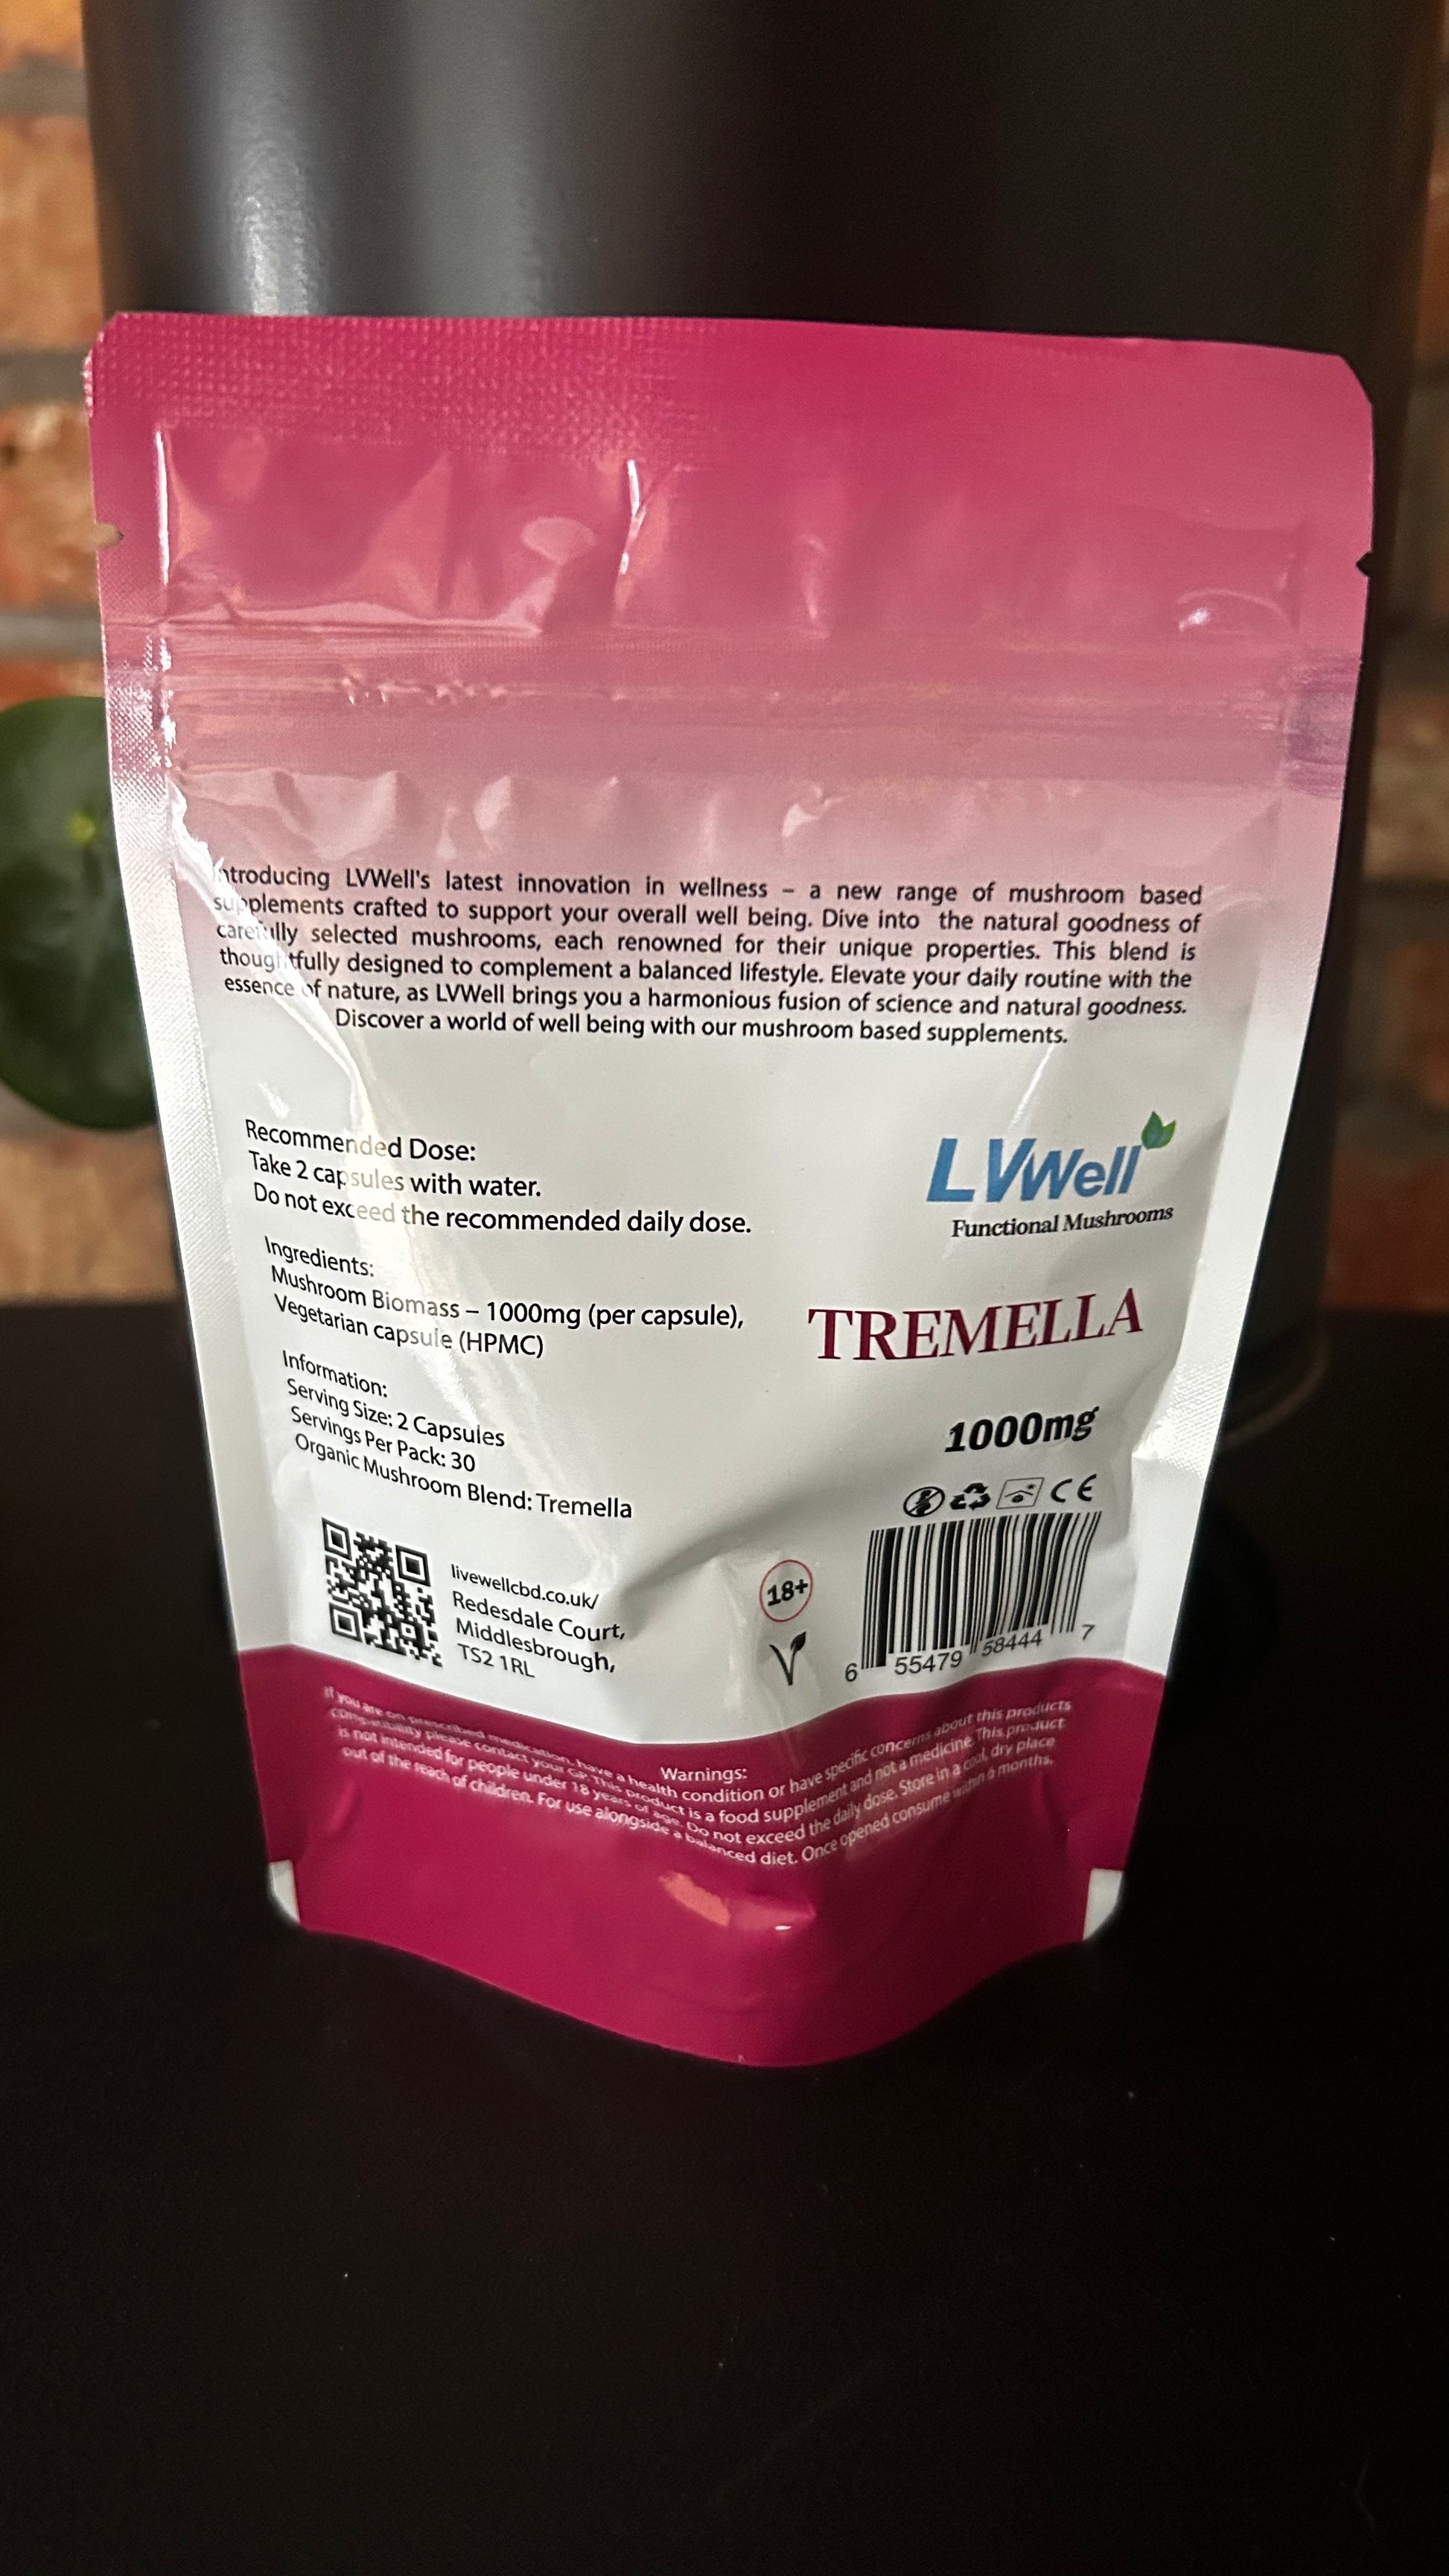 Introducing LVWell's latest innovation in wellness – a new range of mushroom based
supplements crafted to support your overall well being. Dive into the natural goodness of
carefully selected mushrooms, each renowned for their unique properties. This blend is
thoughtfully designed to complement a balanced lifestyle. Elevate your daily routine with the
essence of nature, as LVWell brings you a harmonious fusion of science and natural goodness.
Discover a world of well being with our mushroom based supplements.
Recommended Dose:
Take 2 capsules with water.
Do not exceed the recommended daily dose.
Ingredients:
Mushroom Biomass – 1000mg (per capsule),
Vegetarian capsule (HPMC)
Information:
Serving Size: 2 Capsules
Servings Per Pack: 30
Organic Mushroom Blend: Tremella
livewellcbd.co.uk/
Redesdale Court,
Middlesbrough,
TS2 1RL
LVWell
Functional Mushrooms
TREMELLA
1000mg
CE
18+
V
6 55479 58444 7
Warnings:
If you are on prescribed medication, have a health condition or have specific concerns about this products
compatibility please contact your GP. This product is a food supplement and not a medicine. This product
is not intended for people under 18 years of age. Do not exceed the daily dose. Store in a cool, dry place
out of the reach of children. For use alongside a balanced diet. Once opened consume within 6 months.